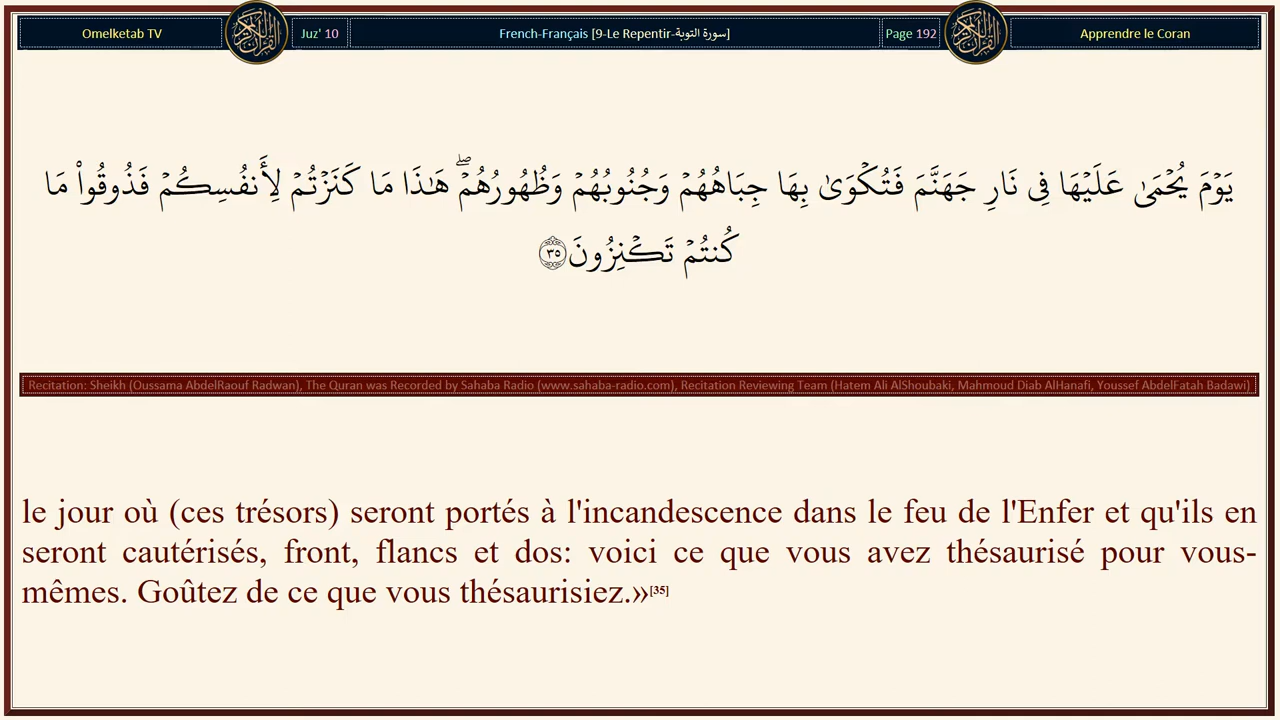 Omelketab TV
Juz' 10
French-Français [9-Le Repentir-سورة التوبة]
Page 192
Apprendre le Coran
يَوۡمَ يُحۡمَىٰ عَلَيۡهَا فِي نَارِ جَهَنَّمَ فَتُكۡوَىٰ بِهَا جِبَاهُهُمۡ وَجُنُوبُهُمۡ وَظُهُورُهُمۡۖ هَٰذَا مَا كَنَزۡتُمۡ لِأَنفُسِكُمۡ فَذُوقُواْ مَا
كُنتُمۡ تَكۡنِزُونَ ٣٥
Recitation: Sheikh (Oussama AbdelRaouf Radwan), The Quran was Recorded by Sahaba Radio (www.sahaba-radio.com), Recitation Reviewing Team (Hatem Ali AlShoubaki, Mahmoud Diab AlHanafi, Youssef AbdelFatah Badawi)
le jour où (ces trésors) seront portés à l'incandescence dans le feu de l'Enfer et qu'ils en
seront cautérisés, front, flancs et dos: voici ce que vous avez thésaurisé pour vous-
mêmes. Goûtez de ce que vous thésaurisiez.»[35]